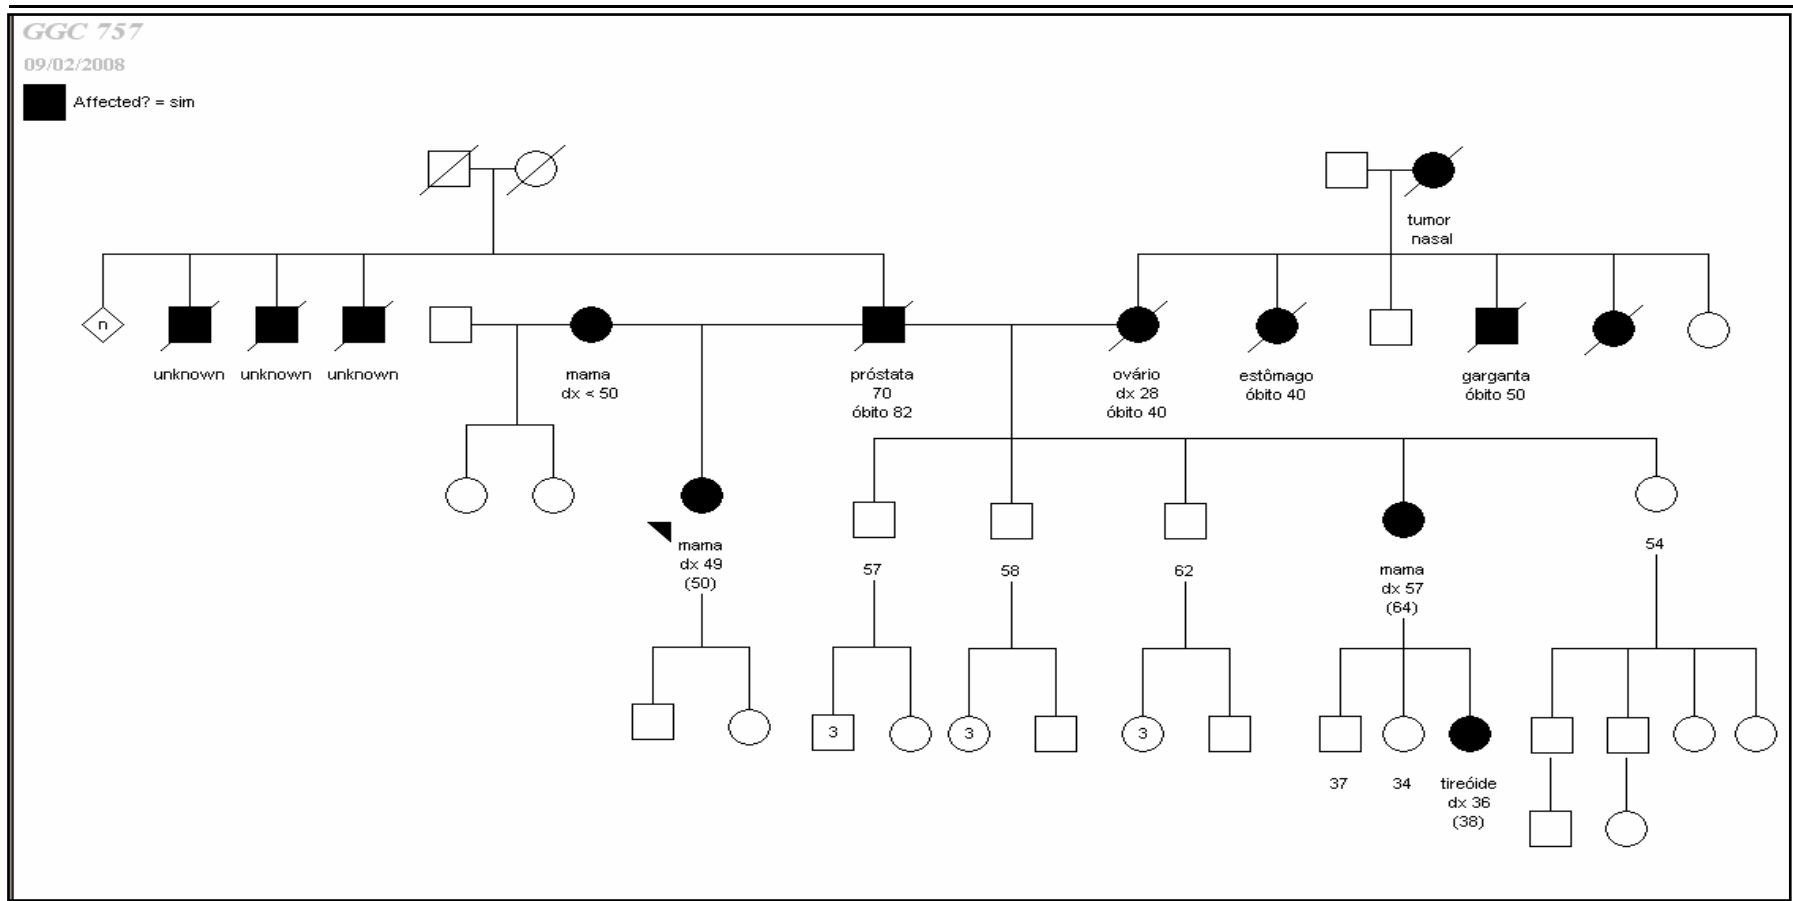 GGC 757
09/02/2008
Affected? = sim
tumor
nasal
n
unknown
unknown
unknown
mama
dx < 50
próstata
70
óbito 82
ovário
dx 28
óbito 40
estômago
óbito 40
garganta
óbito 50
mama
dx 49
(50)
57
58
62
mama
dx 57
(64)
54
3
3
3
37
34
tireóide
dx 36
(38)